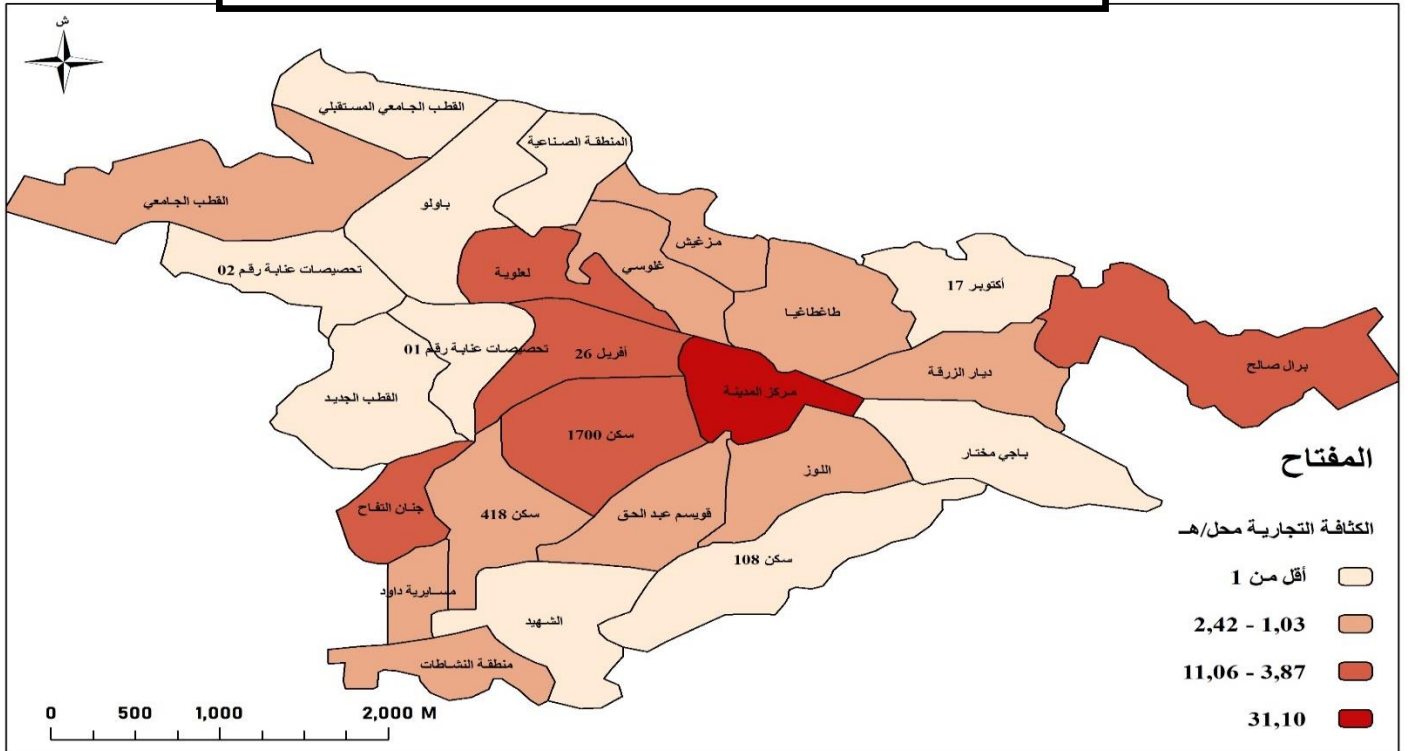 ش
القطب الجامعي المستقبلي
المنطقة الصناعية
القطب الجامعي
باولو
مزغيش
غلوسي
تحصيصات عنابة رقم 02
لعلوية
أكتوبر 17
طاغطاغيا
تحصيصات عنابة رقم 01
أفريل 26
ديار الزرقة
برال صالح
القطب الجديد
مركز المدينة
سكن 1700
باجي مختار
اللوز
جنان التفاح
سكن 418
قويسم عبد الحق
سكن 108
مسايرية داود
الشهيد
منطقة النشاطات
المفتاح
الكثافة التجارية محل/هـ
أقل من 1
2,42 - 1,03
11,06 - 3,87
31,10
0 500 1,000 2,000 M